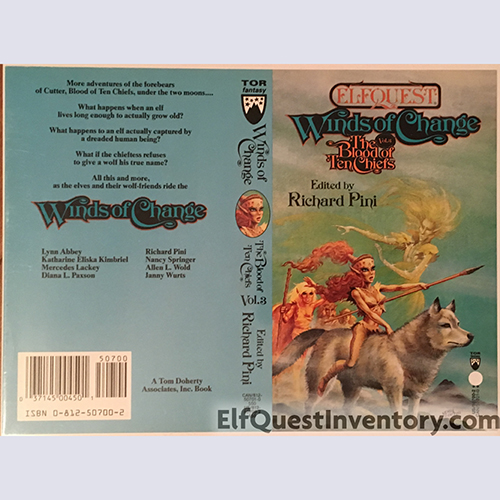 More adventures of the forebears
of Cutter, Blood of Ten Chiefs, under the two moons....
What happens when an elf
lives long enough to actually grow old?
What happens to an elf actually captured by
a dreaded human being?
What if the chieftess refuses
to give a wolf his true name?
All this and more,
as the elves and their wolf-friends ride the
Winds of Change
Lynn Abbey
Katharine Eliska Kimbriel
Mercedes Lackey
Diana L. Paxson
Richard Pini
Nancy Springer
Allen L. Wold
Janny Wurts
50700
0 37145 00450 1
ISBN 0-812-50700-2
A Tom Doherty
Associates, Inc. Book
TOR
fantasy
Winds of
Change
The Blood of
Ten Chiefs
Vol.3
Edited by
Richard Pini
ELFQUEST
Winds of Change
The Blood of
Ten Chiefs
Edited by
Richard Pini
TOR
ElfQuestInventory.com